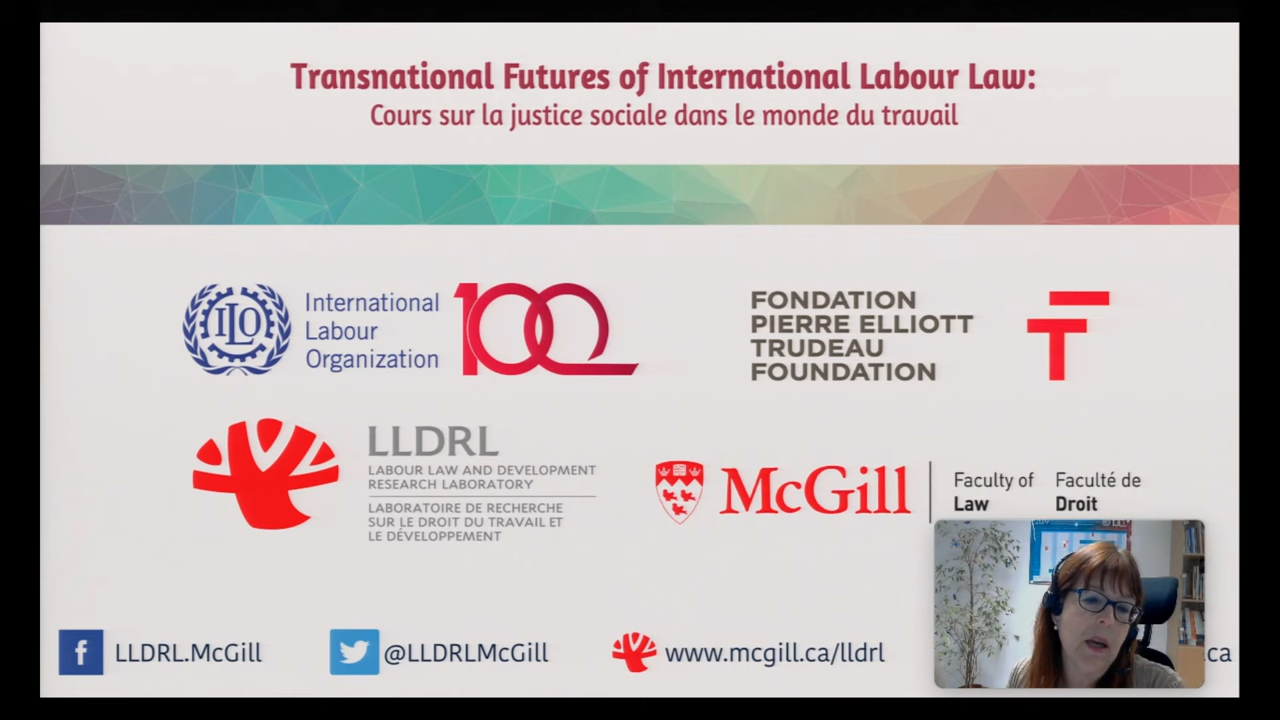 Transnational Futures of International Labour Law:
Cours sur la justice sociale dans le monde du travail
ILO
International
Labour
Organization
100
FONDATION
PIERRE ELLIOTT
TRUDEAU
FOUNDATION
LLDRL
LABOUR LAW AND DEVELOPMENT
RESEARCH LABORATORY
LABORATOIRE DE RECHERCHE
SUR LE DROIT DU TRAVAIL ET
LE DÉVELOPPEMENT
McGill
Faculty of
Law
Faculté de
Droit
f LLDRL.McGill
@LLDRLMcGill
www.mcgill.ca/lldrl
.ca